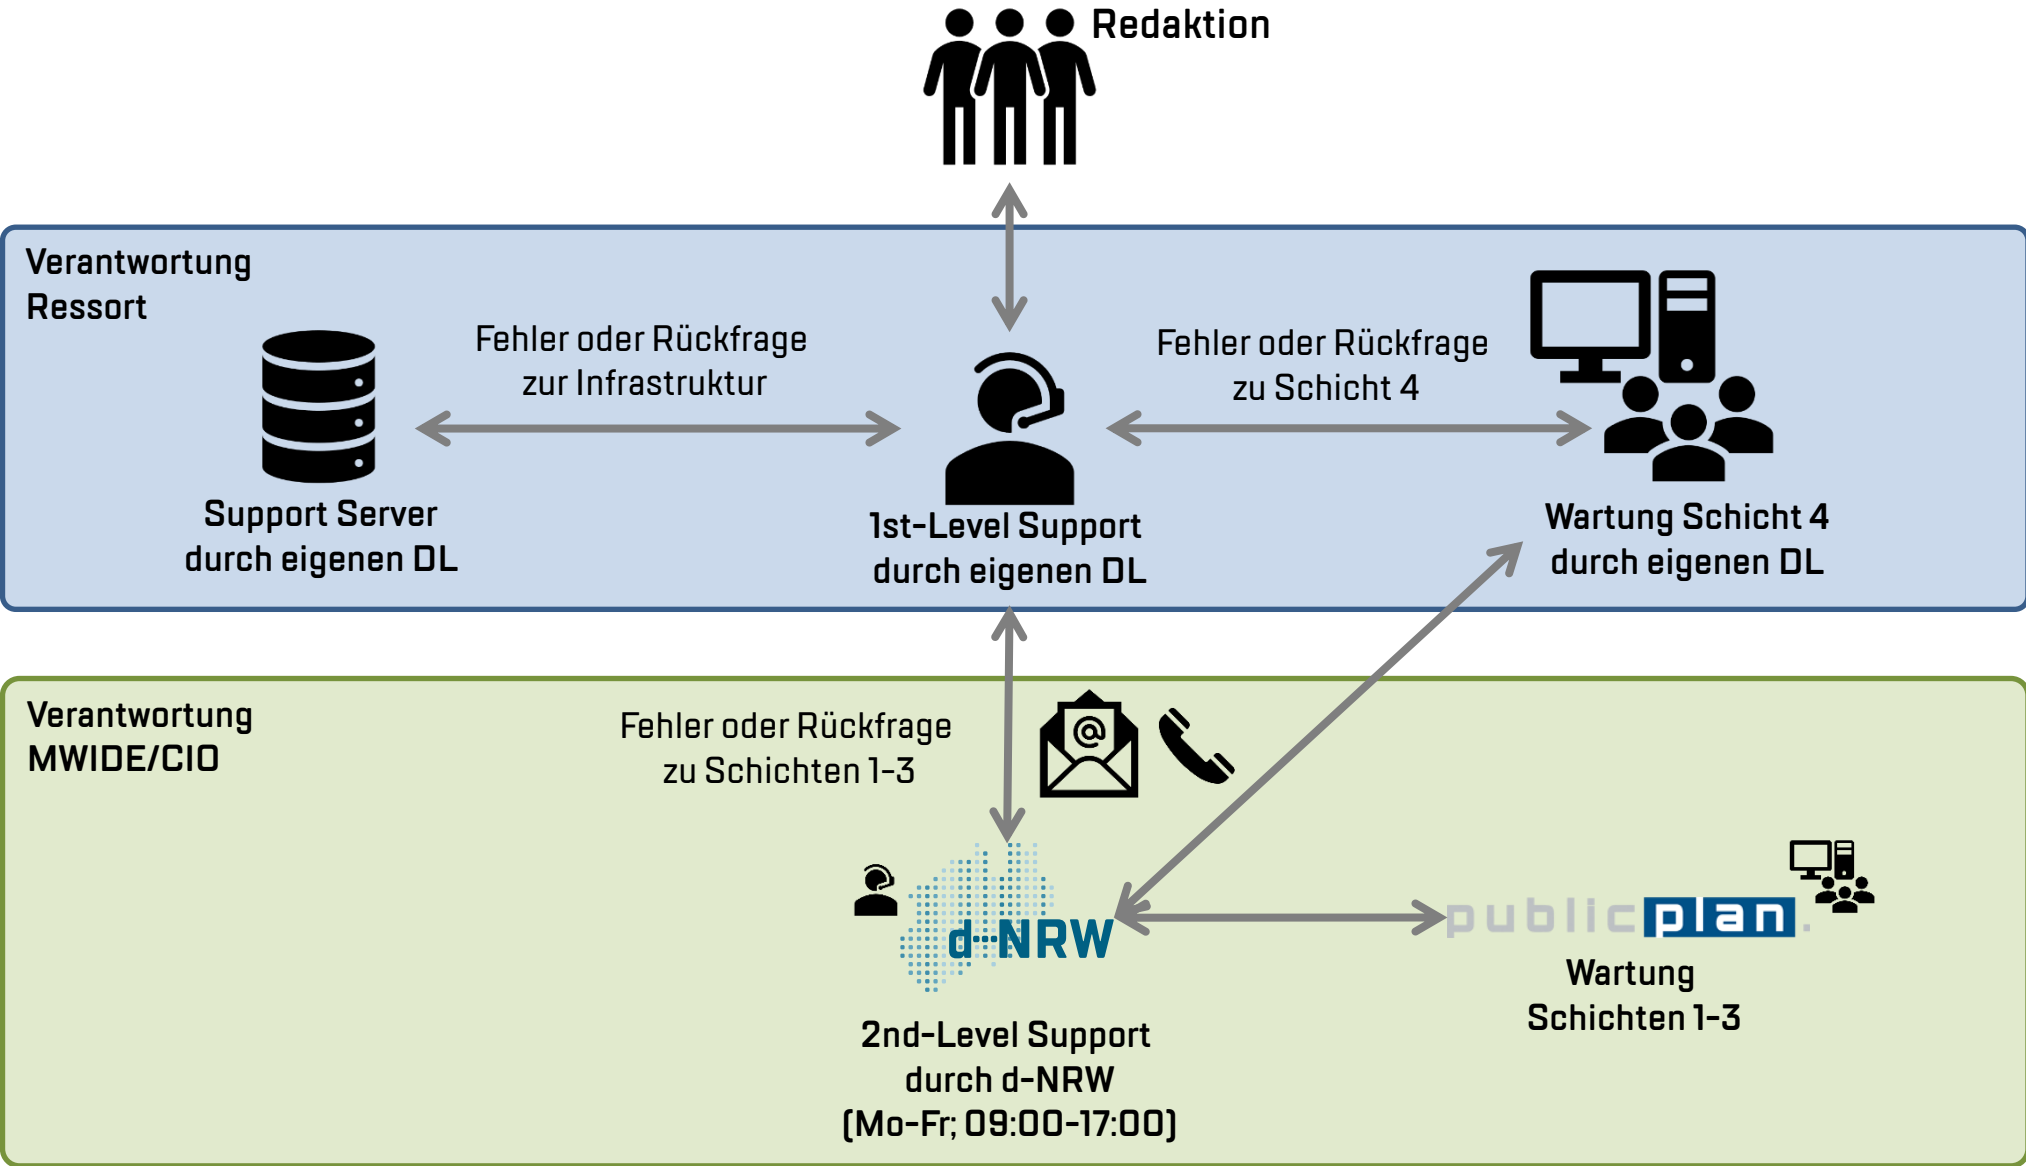 Redaktion
Verantwortung
Ressort
Fehler oder Rückfrage
zur Infrastruktur
Fehler oder Rückfrage
zu Schicht 4
Support Server
durch eigenen DL
1st-Level Support
durch eigenen DL
Wartung Schicht 4
durch eigenen DL
Verantwortung
MWIDE/CIO
Fehler oder Rückfrage
zu Schichten 1-3
@
d-NRW
publicplan.
Wartung
Schichten 1-3
2nd-Level Support
durch d-NRW
(Mo-Fr; 09:00-17:00)